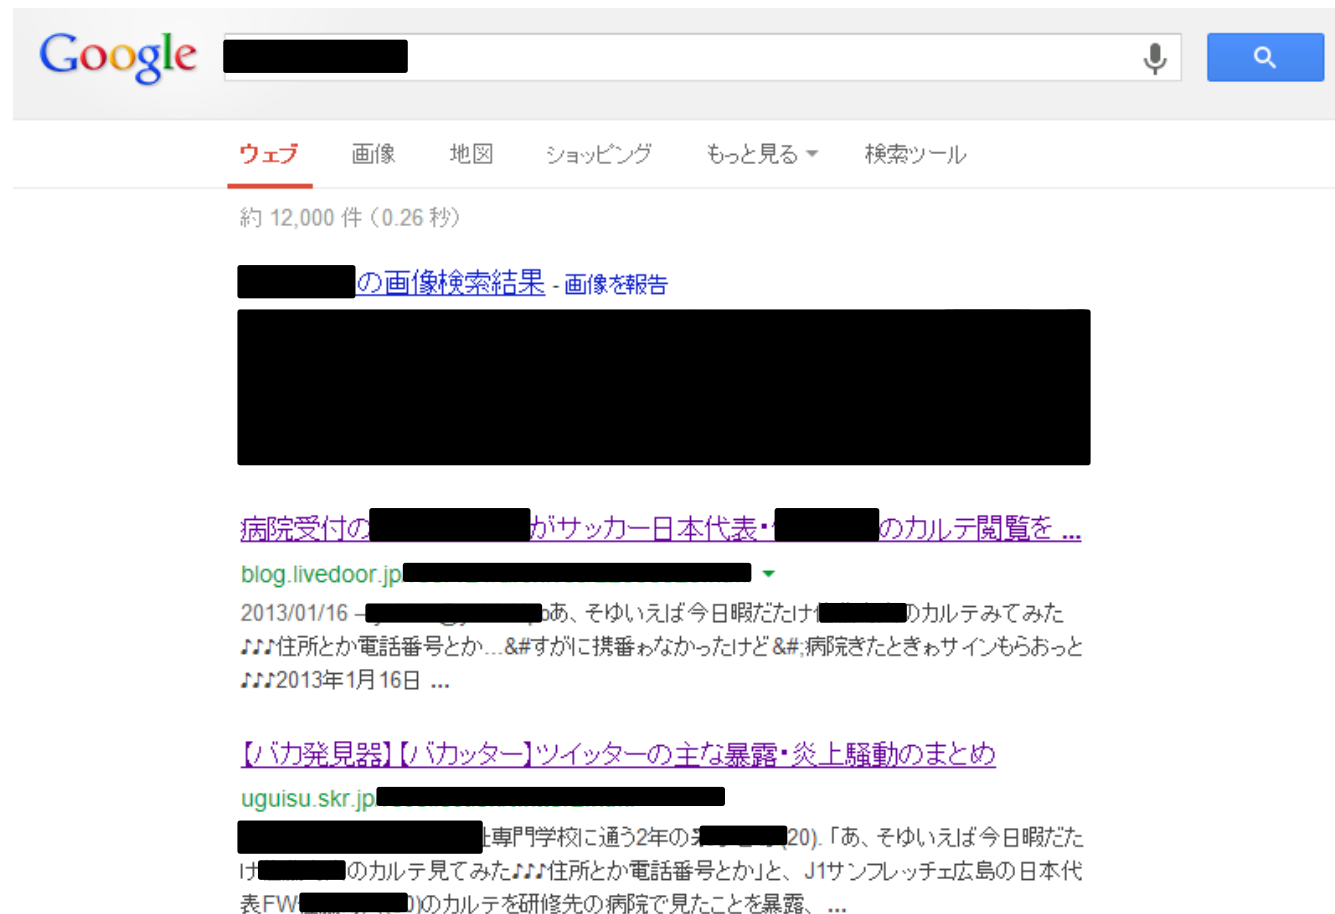 Google
ウェブ 画像 地図 ショッピング もっと見る 検索ツール
約 12,000 件 (0.26 秒)
の画像検索結果 - 画像を報告
病院受付の がサッカー日本代表・ のカルテ閲覧を ...
blog.livedoor.jp
2013/01/16 – あ、そゆいえば今日暇だたけ のカルテみてみた
♪♪♪住所とか電話番号とか...&#すがに携番ゎなかったけど&#;病院きたときゎサインもらおっと
♪♪♪2013年1月16日 ...
【バカ発見器】【バカッター】ツイッターの主な暴露・炎上騒動のまとめ
uguisu.skr.jp
専門学校に通う2年の (20). 「あ、そゆいえば今日暇だた
け のカルテ見てみた♪♪♪住所とか電話番号とか」と、J1サンフレッチェ広島の日本代
表FW 0)のカルテを研修先の病院で見たことを暴露、 ...